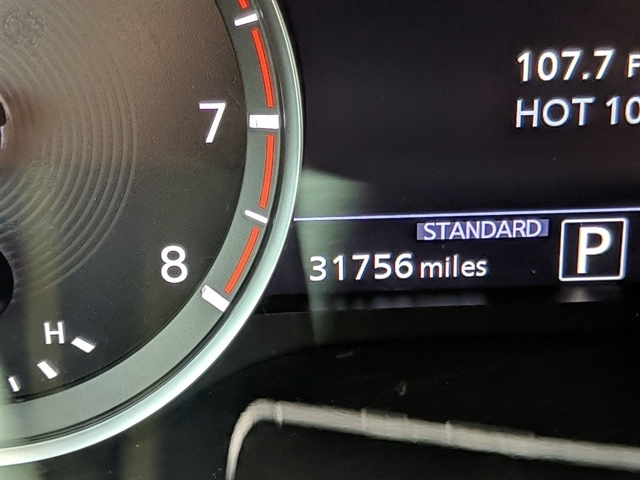 107.7 F
HOT 10
7
STANDARD
P
8
31756 miles
H